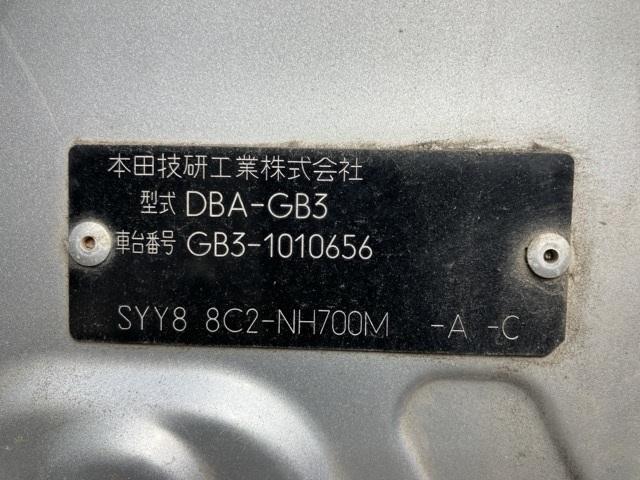 本田技研工業株式会社
型式 DBA-GB3
車台番号 GB3-1010656
SYY8 8C2-NH700M -A -C